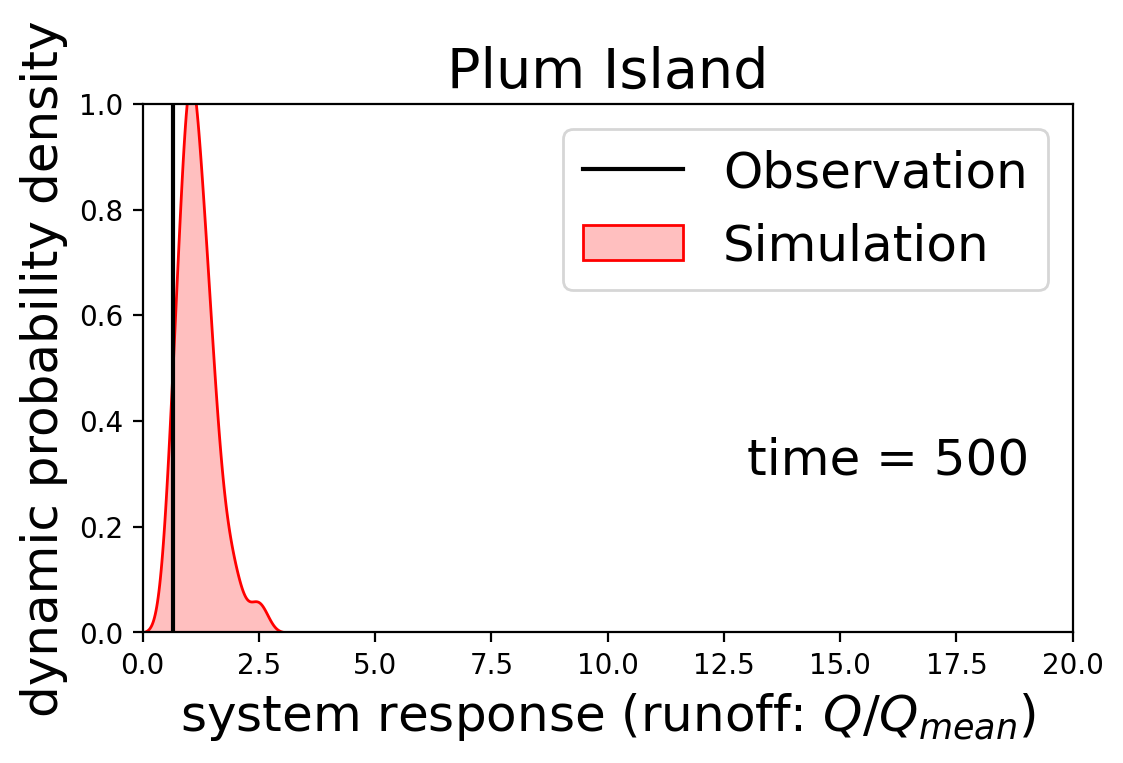 Plum Island
dynamic probability density
1.0
0.8
0.6
0.4
0.2
0.0
Observation
Simulation
time = 500
0.0 2.5 5.0 7.5 10.0 12.5 15.0 17.5 20.0
system response (runoff: Q/Qmean)